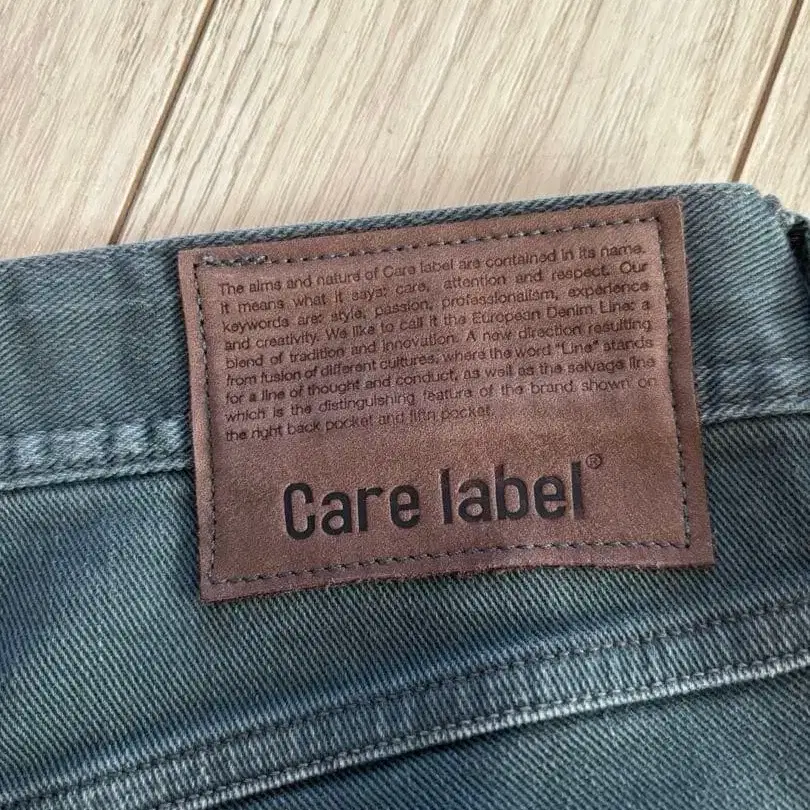 The aims and nature of Care label are contained in its name.
It means what it says: care, attention and respect. Our
keywords are: style, passion, professionalism, experience
and creativity. We like to call it the European Denim Line: a
blend of tradition and innovation. A new direction resulting
from fusion of different cultures, where the word "Line" stands
for a line of thought and conduct, as well as the selvage line
which is the distinguishing feature of the brand shown on
the right back pocket and fifth pocket.
Care label®